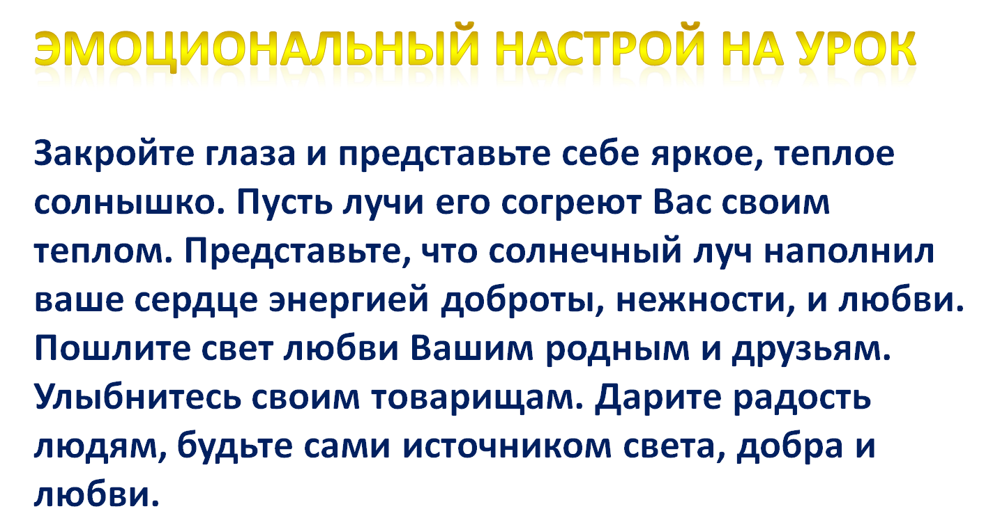 ЭМОЦИОНАЛЬНЫЙ НАСТРОЙ НА УРОК
Закройте глаза и представьте себе яркое, теплое
солнышко. Пусть лучи его согреют Вас своим
теплом. Представьте, что солнечный луч наполнил
ваше сердце энергией доброты, нежности, и любви.
Пошлите свет любви Вашим родным и друзьям.
Улыбнитесь своим товарищам. Дарите радость
людям, будьте сами источником света, добра и
любви.